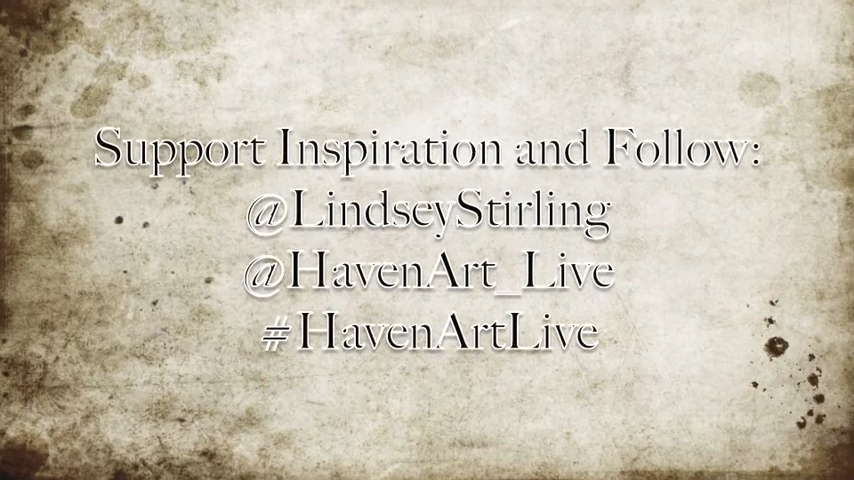 Support Inspiration and Follow:
@LindseyStirling
@HavenArt_Live
#HavenArtLive